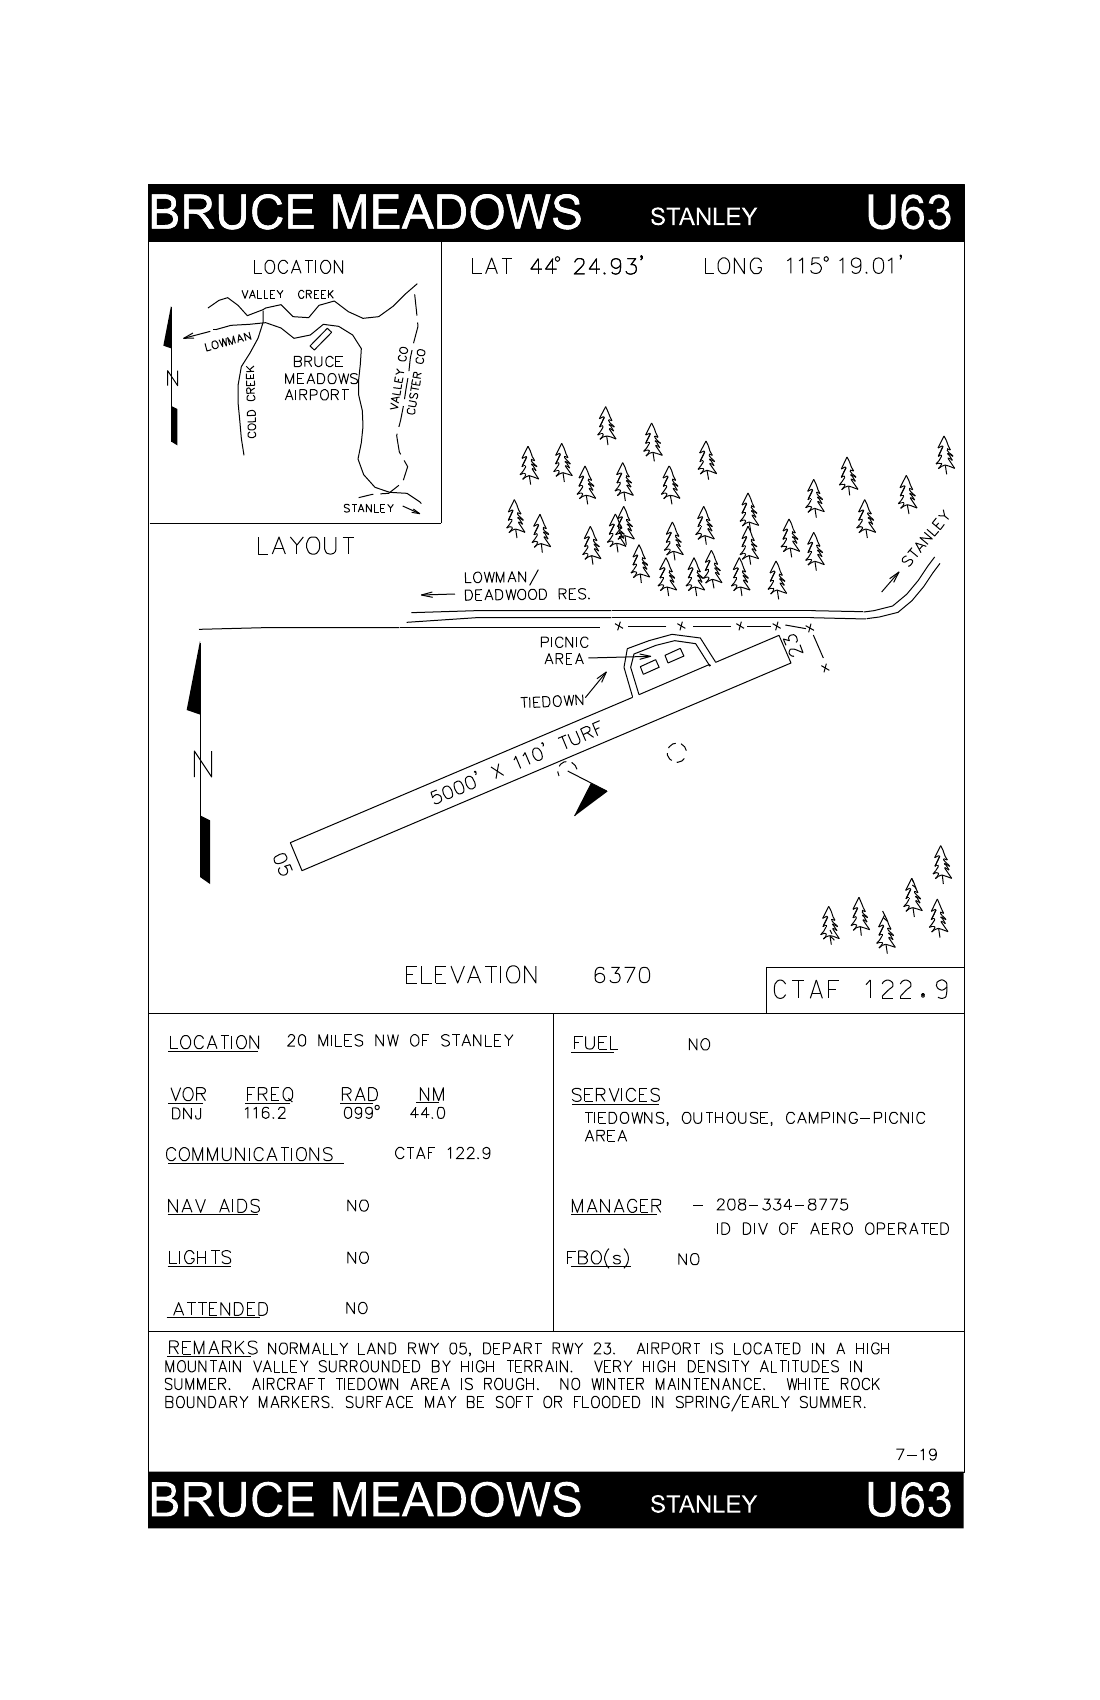 BRUCE MEADOWS STANLEY U63
LOCATION
LAT 44° 24.93' LONG 115° 19.01'
VALLEY CREEK
LOWMAN
BRUCE
MEADOWS
AIRPORT
COLD CREEK
VALLEY CO
CUSTER CO
N
STANLEY
LAYOUT
STANLEY
LOWMAN/
DEADWOOD RES.
PICNIC
AREA
23
TIEDOWN
5000' X 110' TURF
N
05
ELEVATION 6370
CTAF 122.9
LOCATION 20 MILES NW OF STANLEY
VOR FREQ RAD NM
DNJ 116.2 099° 44.0
COMMUNICATIONS CTAF 122.9
NAV AIDS NO
LIGHTS NO
ATTENDED NO
FUEL NO
SERVICES
TIEDOWNS, OUTHOUSE, CAMPING-PICNIC
AREA
MANAGER - 208-334-8775
ID DIV OF AERO OPERATED
FBO(s) NO
REMARKS NORMALLY LAND RWY 05, DEPART RWY 23. AIRPORT IS LOCATED IN A HIGH
MOUNTAIN VALLEY SURROUNDED BY HIGH TERRAIN. VERY HIGH DENSITY ALTITUDES IN
SUMMER. AIRCRAFT TIEDOWN AREA IS ROUGH. NO WINTER MAINTENANCE. WHITE ROCK
BOUNDARY MARKERS. SURFACE MAY BE SOFT OR FLOODED IN SPRING/EARLY SUMMER.
7-19
BRUCE MEADOWS STANLEY U63